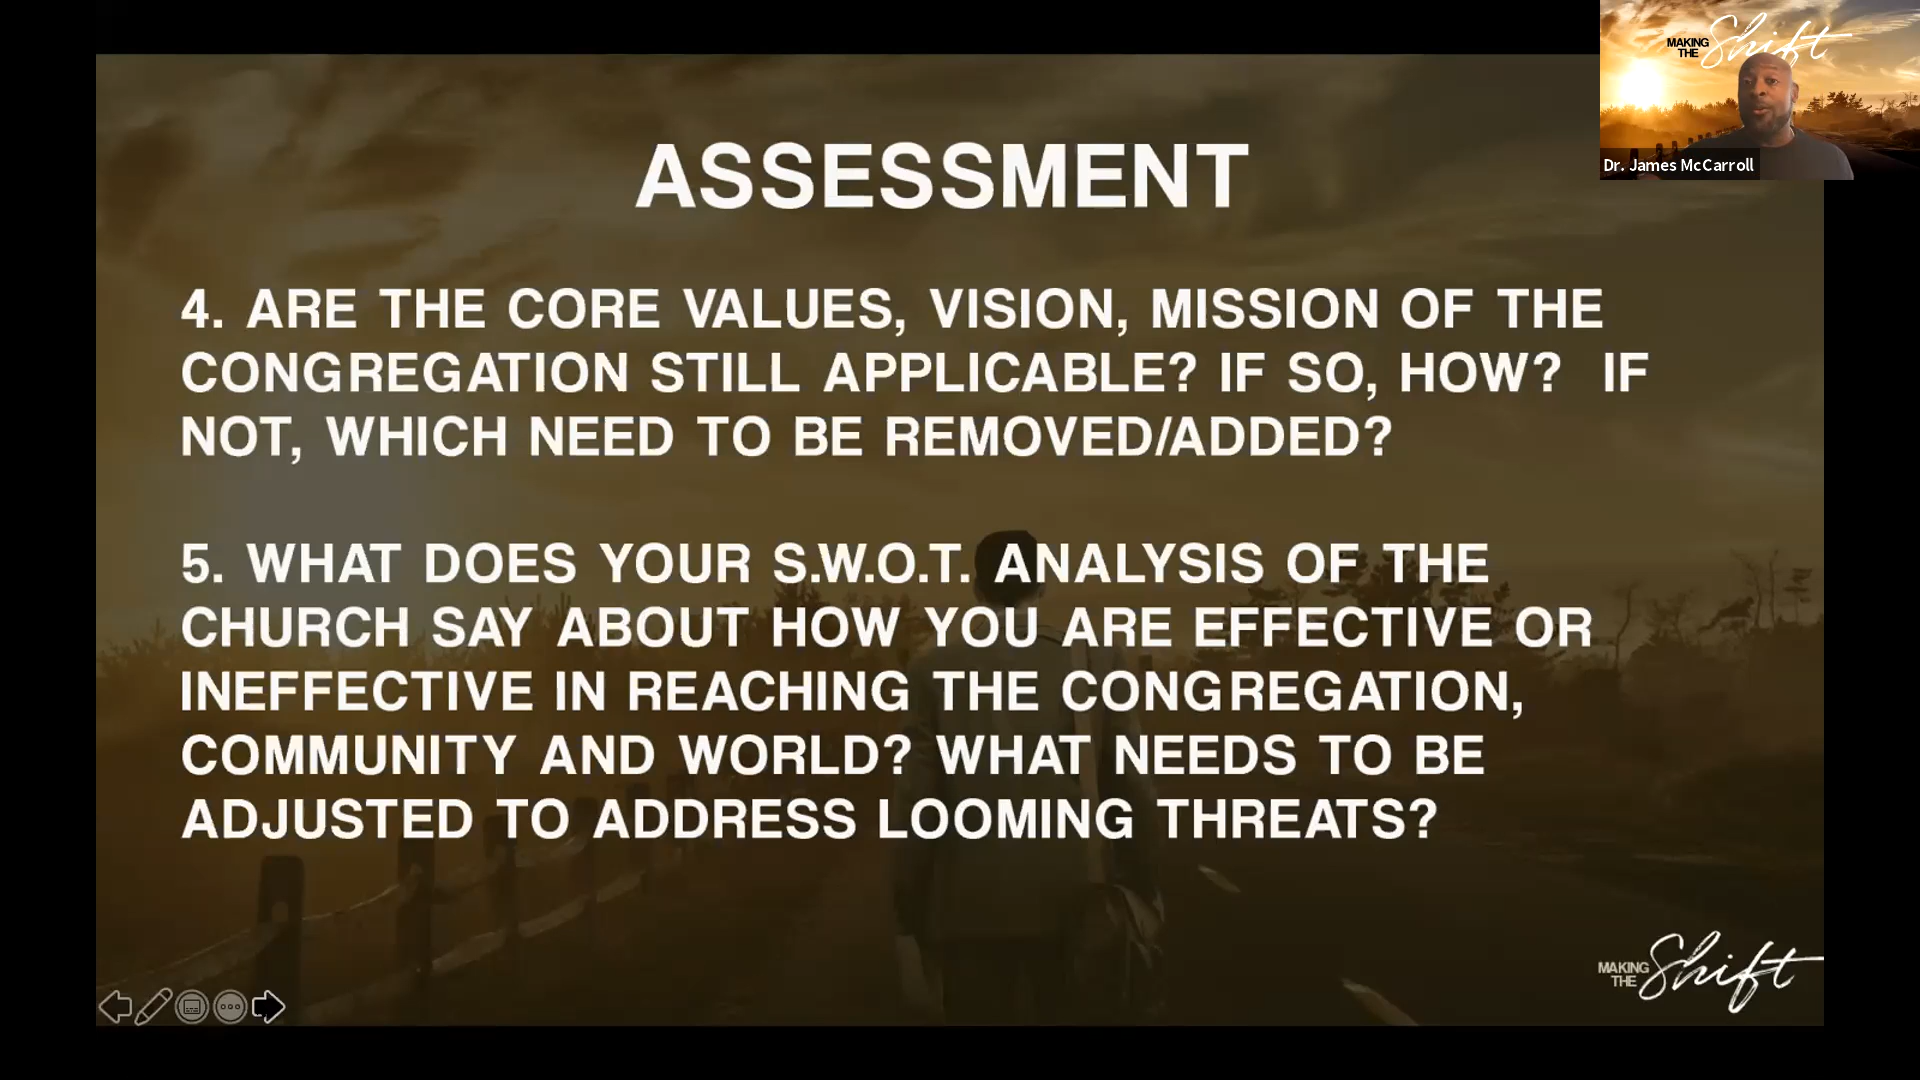 MAKING
THE Shift
Dr. James McCarroll
ASSESSMENT
4. ARE THE CORE VALUES, VISION, MISSION OF THE
CONGREGATION STILL APPLICABLE? IF SO, HOW?  IF
NOT, WHICH NEED TO BE REMOVED/ADDED?
5. WHAT DOES YOUR S.W.O.T. ANALYSIS OF THE
CHURCH SAY ABOUT HOW YOU ARE EFFECTIVE OR
INEFFECTIVE IN REACHING THE CONGREGATION,
COMMUNITY AND WORLD? WHAT NEEDS TO BE
ADJUSTED TO ADDRESS LOOMING THREATS?
MAKING
THE Shift